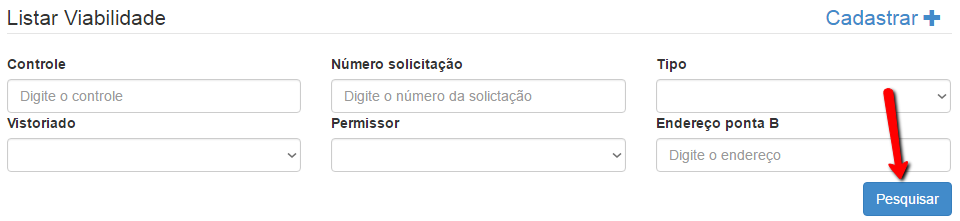 Listar Viabilidade Cadastrar +
Controle Número solicitação Tipo
Digite o controle Digite o número da solictação
Vistoriado Permissor Endereço ponta B
Digite o endereço
Pesquisar